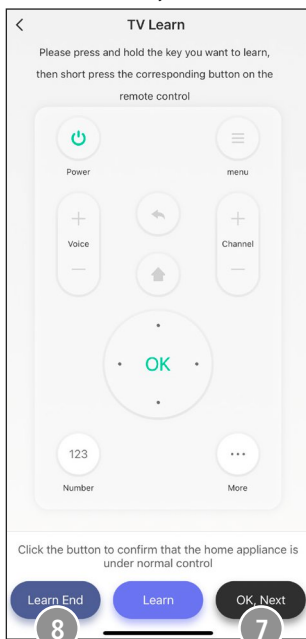 TV Learn
Please press and hold the key you want to learn,
then short press the corresponding button on the
remote control
Power
menu
+
+
Voice
Channel
—
—
OK
123
...
Number
More
Click the button to confirm that the home appliance is
under normal control
Learn End
Learn
OK, Next
8
7